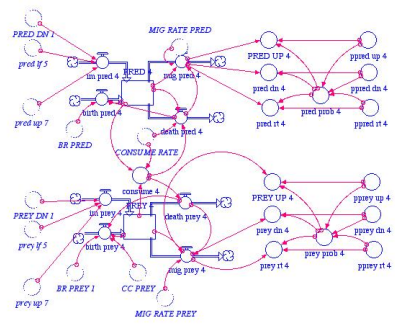 MIG RATE PRED
PRED DN 1
pred lf 5
PRED 4
im pred 4
mig pred 4
PRED UP 4
ppred up 4
pred dn 4
ppred dn 4
pred up 7
birth pred 4
pred prob 4
pred rt 4
ppred rt 4
death pred 4
BR PRED
CONSUME RATE
consume 4
PREY DN 1
im prey 4
PREY 4
PREY UP 4
pprey up 4
death prey 4
prey lf 5
birth prey 4
prey dn 4
pprey dn 4
prey prob 4
prey rt 4
pprey rt 4
mig prey 4
prey up 7
BR PREY 1
CC PREY
MIG RATE PREY